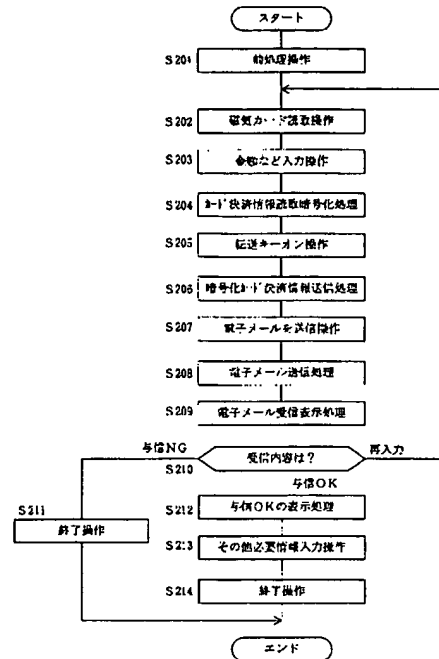 スタート
S201 前処理操作
S202 磁気カード読取操作
S203 金額など入力操作
S204 ｶｰﾄﾞ決済情報読取暗号化処理
S205 伝送キーオン操作
S206 暗号化ｶｰﾄﾞ決済情報送信処理
S207 電子メールを送信操作
S208 電子メール送信処理
S209 電子メール受信表示処理
与信NG 受信内容は? 再入力
S210
与信OK
S211 S212 与信OKの表示処理
終了操作
S213 その他必要情報入力操作
S214 終了操作
エンド